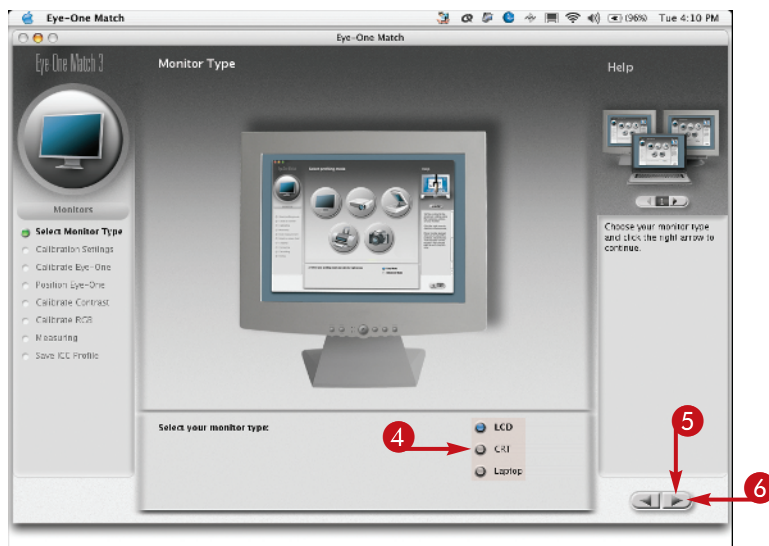 Eye-One Match
(96%) Tue 4:10 PM
Eye-One Match
Eye One Match 3
Monitor Type
Help
Monitors
Select Monitor Type
Calibration Settings
Calibrate Eye-One
Position Eye-One
Calibrate Contrast
Calibrate RGB
Measuring
Save ICC Profile
Choose your monitor type
and click the right arrow to
continue.
Select your monitor type:
LCD
CRT
Laptop
4
5
6